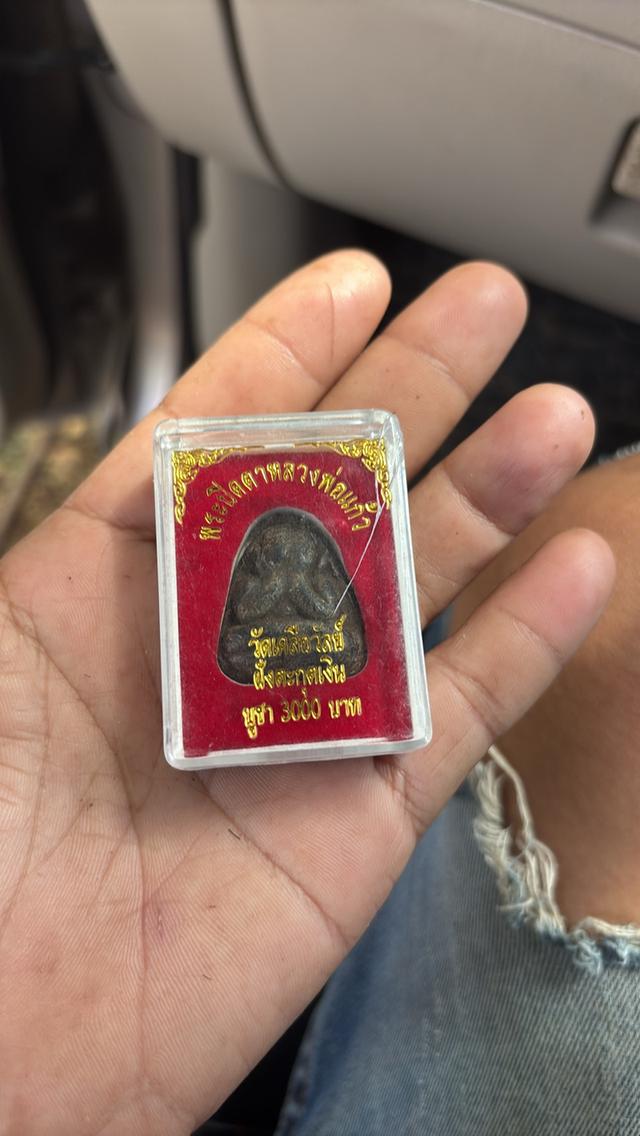 พระปิดตาหลวงพ่อแก้ว
วัดเครือวัลย์
ฝังตะกุดเงิน
บูชา 3000 บาท